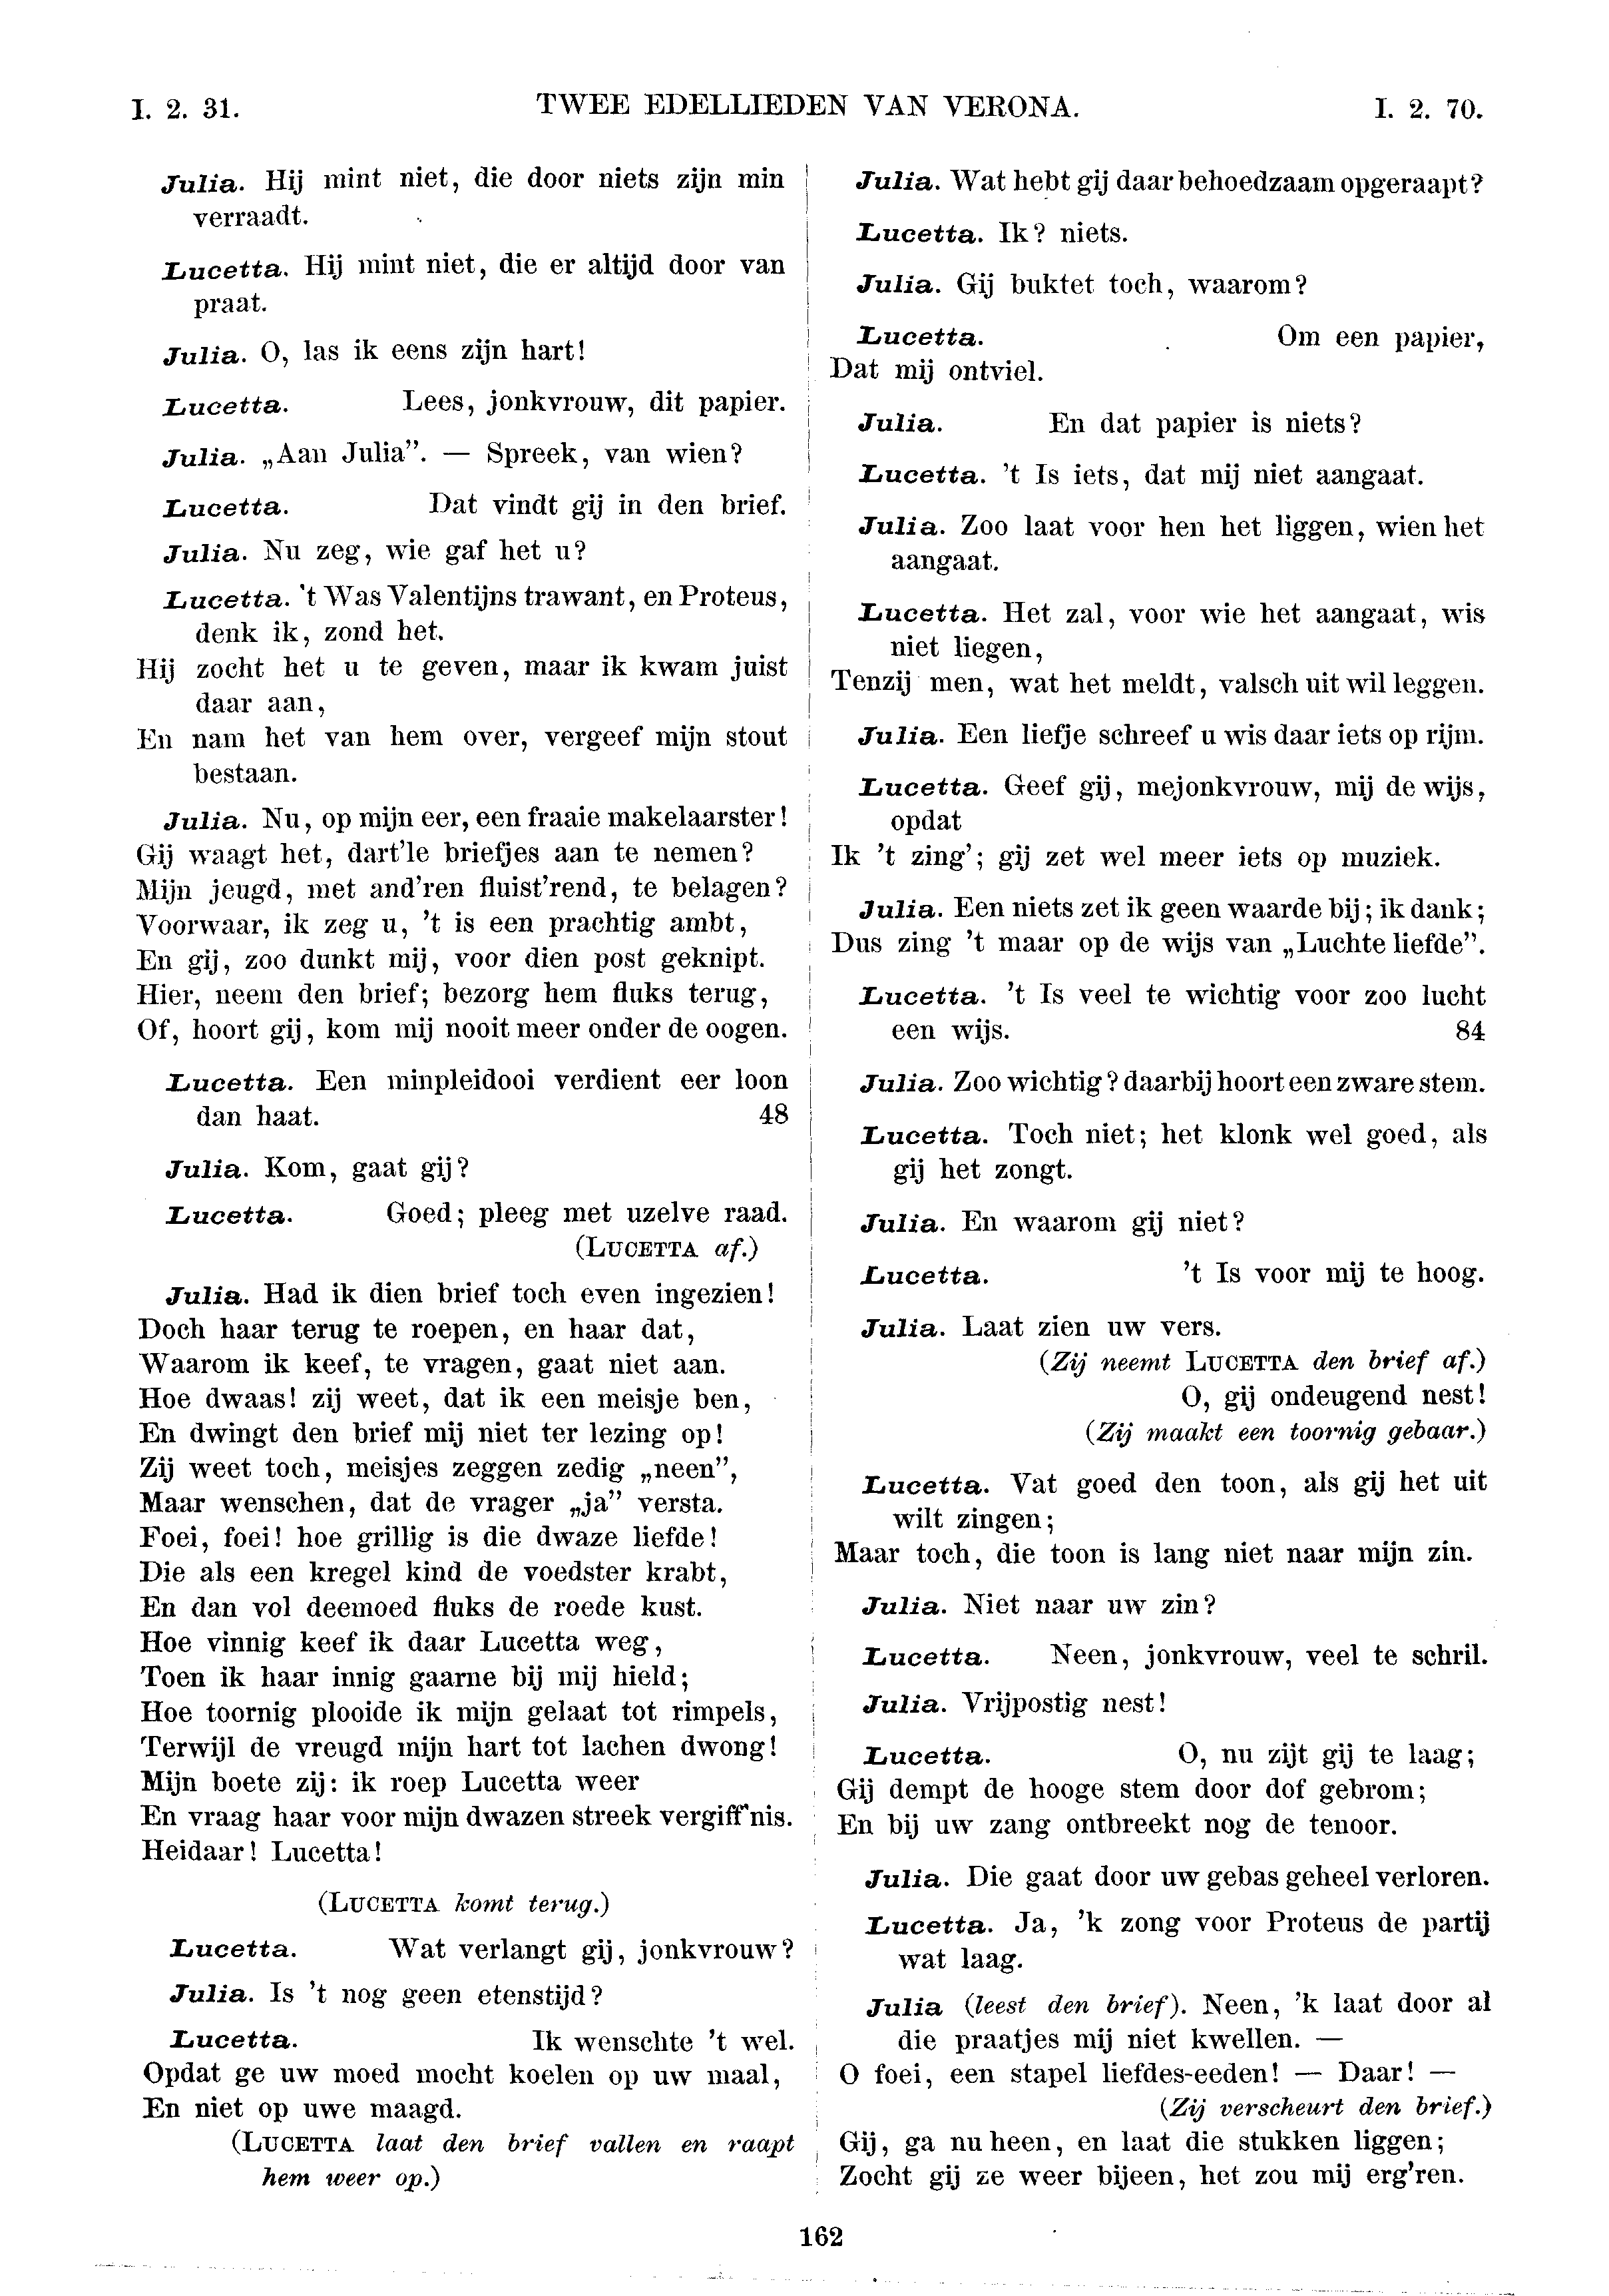 I. 2. 31.
TWEE EDELLIEDEN VAN VERONA.
I. 2. 70.
Julia. Hij mint niet, die door niets zijn min
verraadt.
Lucetta. Hij mint niet, die er altijd door van
praat.
Julia. O, las ik eens zijn hart!
Lucetta. Lees, jonkvrouw, dit papier.
Julia. „Aan Julia”. — Spreek, van wien?
Lucetta. Dat vindt gij in den brief.
Julia. Nu zeg, wie gaf het u?
Lucetta. 't Was Valentijns trawant, en Proteus,
denk ik, zond het.
Hij zocht het u te geven, maar ik kwam juist
daar aan,
En nam het van hem over, vergeef mijn stout
bestaan.
Julia. Nu, op mijn eer, een fraaie makelaarster!
Gij waagt het, dart'le briefjes aan te nemen?
Mijn jeugd, met and'ren fluist'rend, te belagen?
Voorwaar, ik zeg u, 't is een prachtig ambt,
En gij, zoo dunkt mij, voor dien post geknipt.
Hier, neem den brief; bezorg hem fluks terug,
Of, hoort gij, kom mij nooit meer onder de oogen.
Lucetta. Een minpleidooi verdient eer loon
dan haat. 48
Julia. Kom, gaat gij?
Lucetta. Goed; pleeg met uzelve raad.
(LUCETTA af.)
Julia. Had ik dien brief toch even ingezien!
Doch haar terug te roepen, en haar dat,
Waarom ik keef, te vragen, gaat niet aan.
Hoe dwaas! zij weet, dat ik een meisje ben,
En dwingt den brief mij niet ter lezing op!
Zij weet toch, meisjes zeggen zedig „neen”,
Maar wenschen, dat de vrager „ja” versta.
Foei, foei! hoe grillig is die dwaze liefde!
Die als een kregel kind de voedster krabt,
En dan vol deemoed fluks de roede kust.
Hoe vinnig keef ik daar Lucetta weg,
Toen ik haar innig gaarne bij mij hield;
Hoe toornig plooide ik mijn gelaat tot rimpels,
Terwijl de vreugd mijn hart tot lachen dwong!
Mijn boete zij: ik roep Lucetta weer
En vraag haar voor mijn dwazen streek vergiff'nis.
Heidaar! Lucetta!
(LUCETTA komt terug.)
Lucetta. Wat verlangt gij, jonkvrouw?
Julia. Is 't nog geen etenstijd?
Lucetta. Ik wenschte 't wel.
Opdat ge uw moed mocht koelen op uw maal,
En niet op uwe maagd.
(LUCETTA laat den brief vallen en raapt
hem weer op.)
Julia. Wat hebt gij daar behoedzaam opgeraapt?
Lucetta. Ik? niets.
Julia. Gij buktet toch, waarom?
Lucetta. Om een papier,
Dat mij ontviel.
Julia. En dat papier is niets?
Lucetta. 't Is iets, dat mij niet aangaat.
Julia. Zoo laat voor hen het liggen, wien het
aangaat.
Lucetta. Het zal, voor wie het aangaat, wis
niet liegen,
Tenzij men, wat het meldt, valsch uit wil leggen.
Julia. Een liefje schreef u wis daar iets op rijm.
Lucetta. Geef gij, mejonkvrouw, mij de wijs,
opdat
Ik 't zing'; gij zet wel meer iets op muziek.
Julia. Een niets zet ik geen waarde bij; ik dank;
Dus zing 't maar op de wijs van „Luchte liefde”.
Lucetta. 't Is veel te wichtig voor zoo lucht
een wijs. 84
Julia. Zoo wichtig? daarbij hoort een zware stem.
Lucetta. Toch niet; het klonk wel goed, als
gij het zongt.
Julia. En waarom gij niet?
Lucetta. 't Is voor mij te hoog.
Julia. Laat zien uw vers.
(Zij neemt LUCETTA den brief af.)
O, gij ondeugend nest!
(Zij maakt een toornig gebaar.)
Lucetta. Vat goed den toon, als gij het uit
wilt zingen;
Maar toch, die toon is lang niet naar mijn zin.
Julia. Niet naar uw zin?
Lucetta. Neen, jonkvrouw, veel te schril.
Julia. Vrijpostig nest!
Lucetta. O, nu zijt gij te laag;
Gij dempt de hooge stem door dof gebrom;
En bij uw zang ontbreekt nog de tenoor.
Julia. Die gaat door uw gebas geheel verloren.
Lucetta. Ja, 'k zong voor Proteus de partij
wat laag.
Julia (leest den brief). Neen, 'k laat door al
die praatjes mij niet kwellen. —
O foei, een stapel liefdes-eeden! — Daar! —
(Zij verscheurt den brief.)
Gij, ga nu heen, en laat die stukken liggen;
Zocht gij ze weer bijeen, het zou mij erg'ren.
162